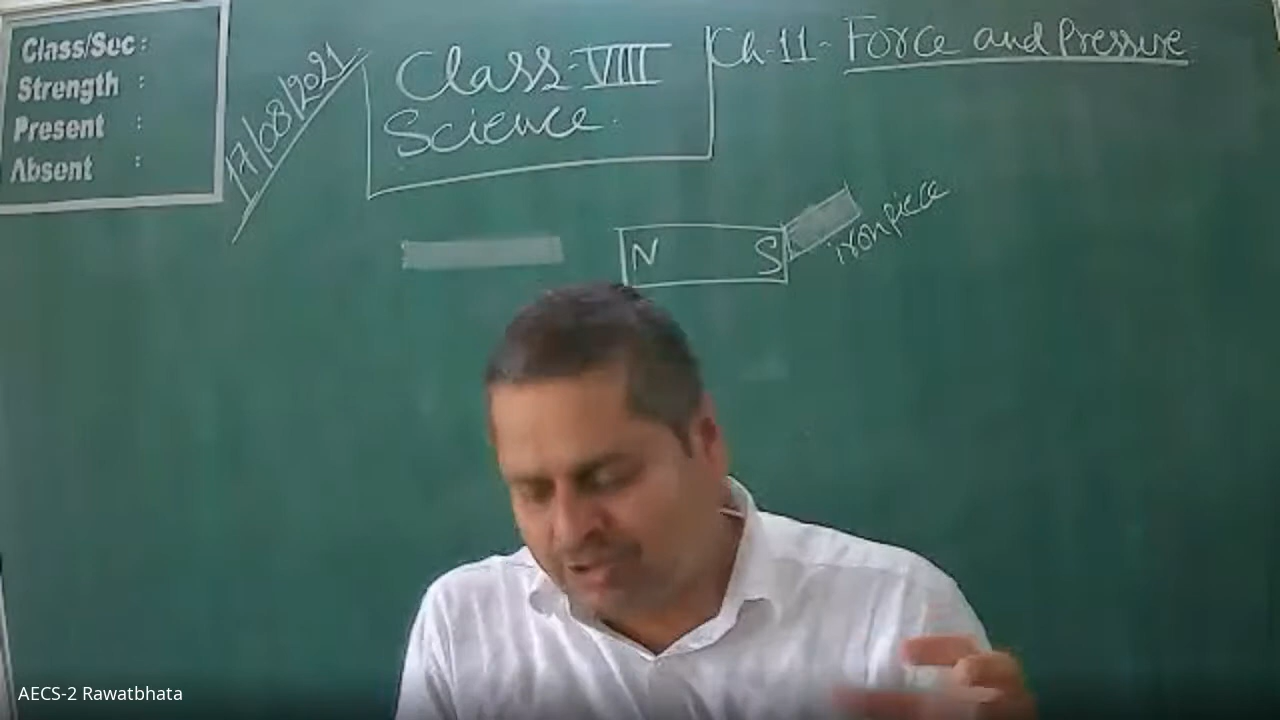 Class/Sec :
Strength :
Present :
Absent :
17/08/2021
Class-VIII
Science.
Ch-11- Force and Pressure
N S
iron piece
AECS-2 Rawatbhata